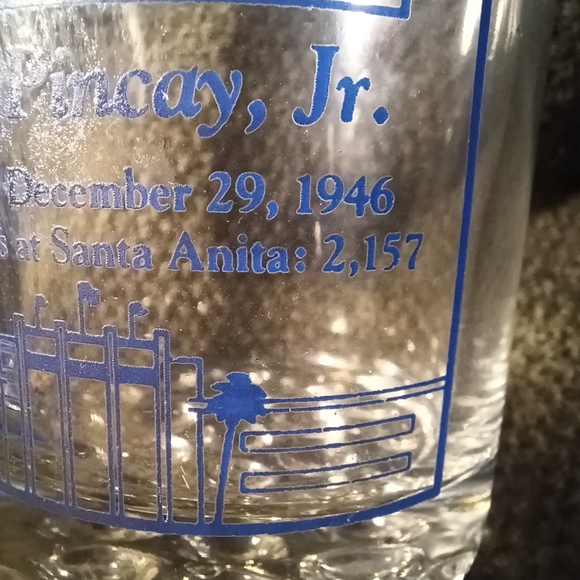 Pincay, Jr.
December 29, 1946
s at Santa Anita: 2,157